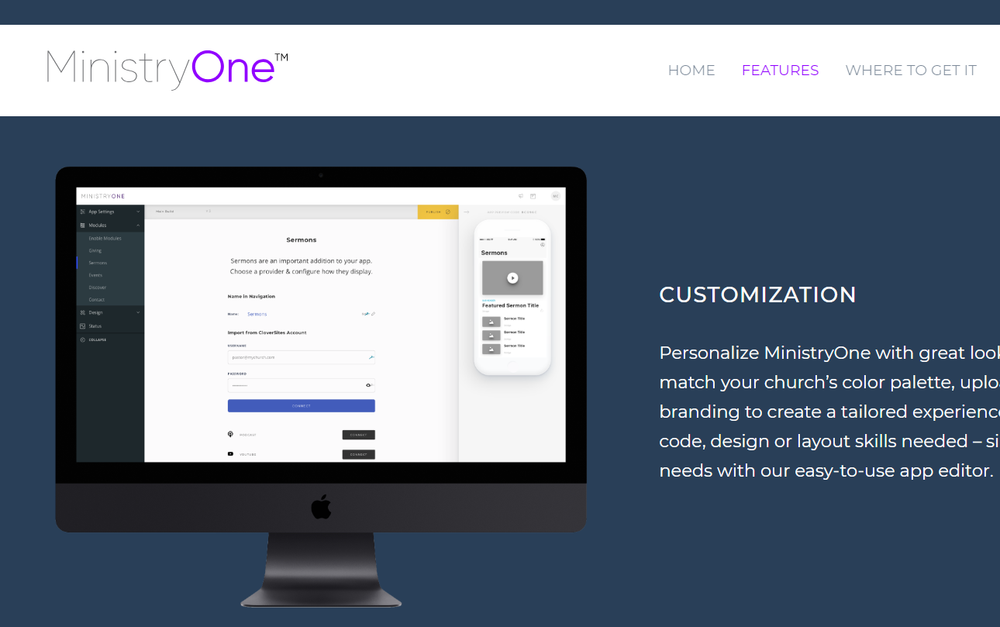 MinistryOne™
HOME FEATURES WHERE TO GET IT
MINISTRYONE
MC
App Settings
PUBLISH
Modules
Enable Modules
Giving
Sermons
Events
Discover
Contact
Design
Status
COLLAPSE
Sermons
Sermons are an important addition to your app.
Choose a provider & configure how they display.
Name in Navigation
Name: Sermons
Import from CloverSites Account
USERNAME
pastor@mychurch.com
PASSWORD
CONNECT
PODCAST CONNECT
YOUTUBE CONNECT
Sermons
Featured Sermon Title
Sermon Title
Sermon Title
Sermon Title
CUSTOMIZATION
Personalize MinistryOne with great look
match your church’s color palette, uplo
branding to create a tailored experienc
code, design or layout skills needed – si
needs with our easy-to-use app editor.